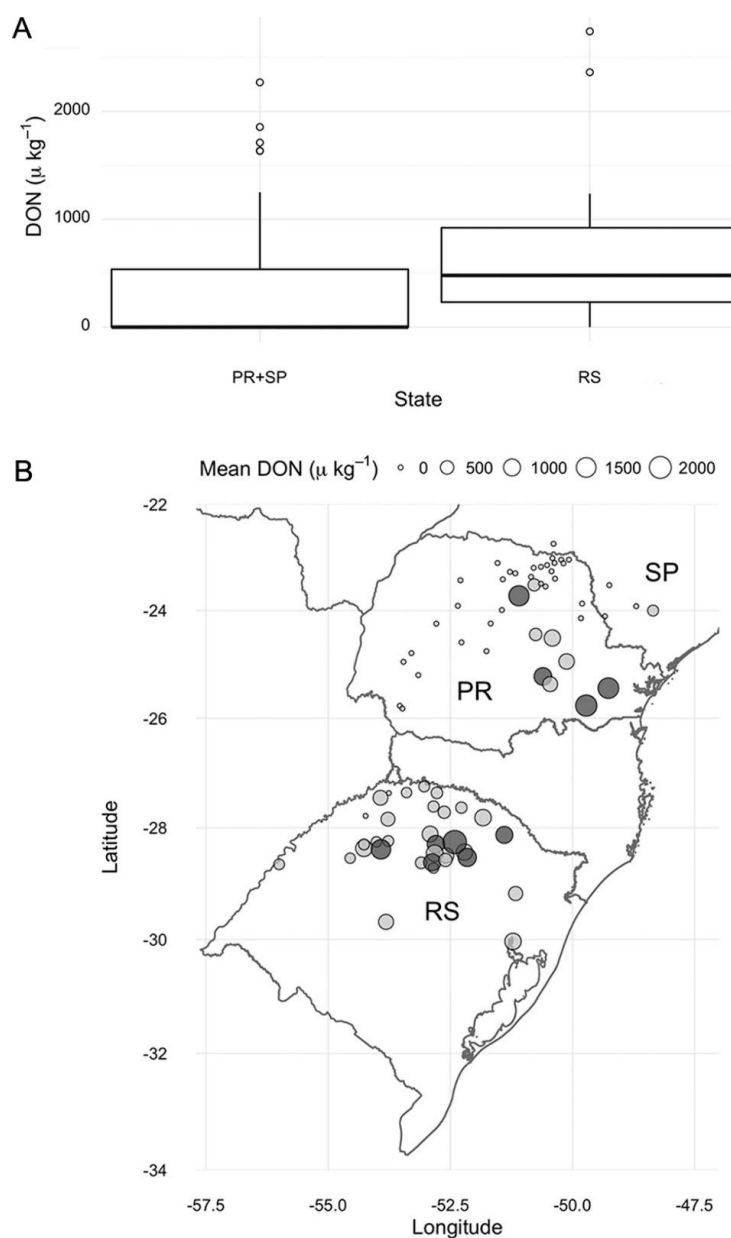 A
DON (μ kg⁻¹)
2000
1000
0
PR+SP
RS
State
B
Mean DON (μ kg⁻¹) 0 500 1000 1500 2000
Latitude
-22
-24
-26
-28
-30
-32
-34
SP
PR
RS
-57.5 -55.0 -52.5 -50.0 -47.5
Longitude